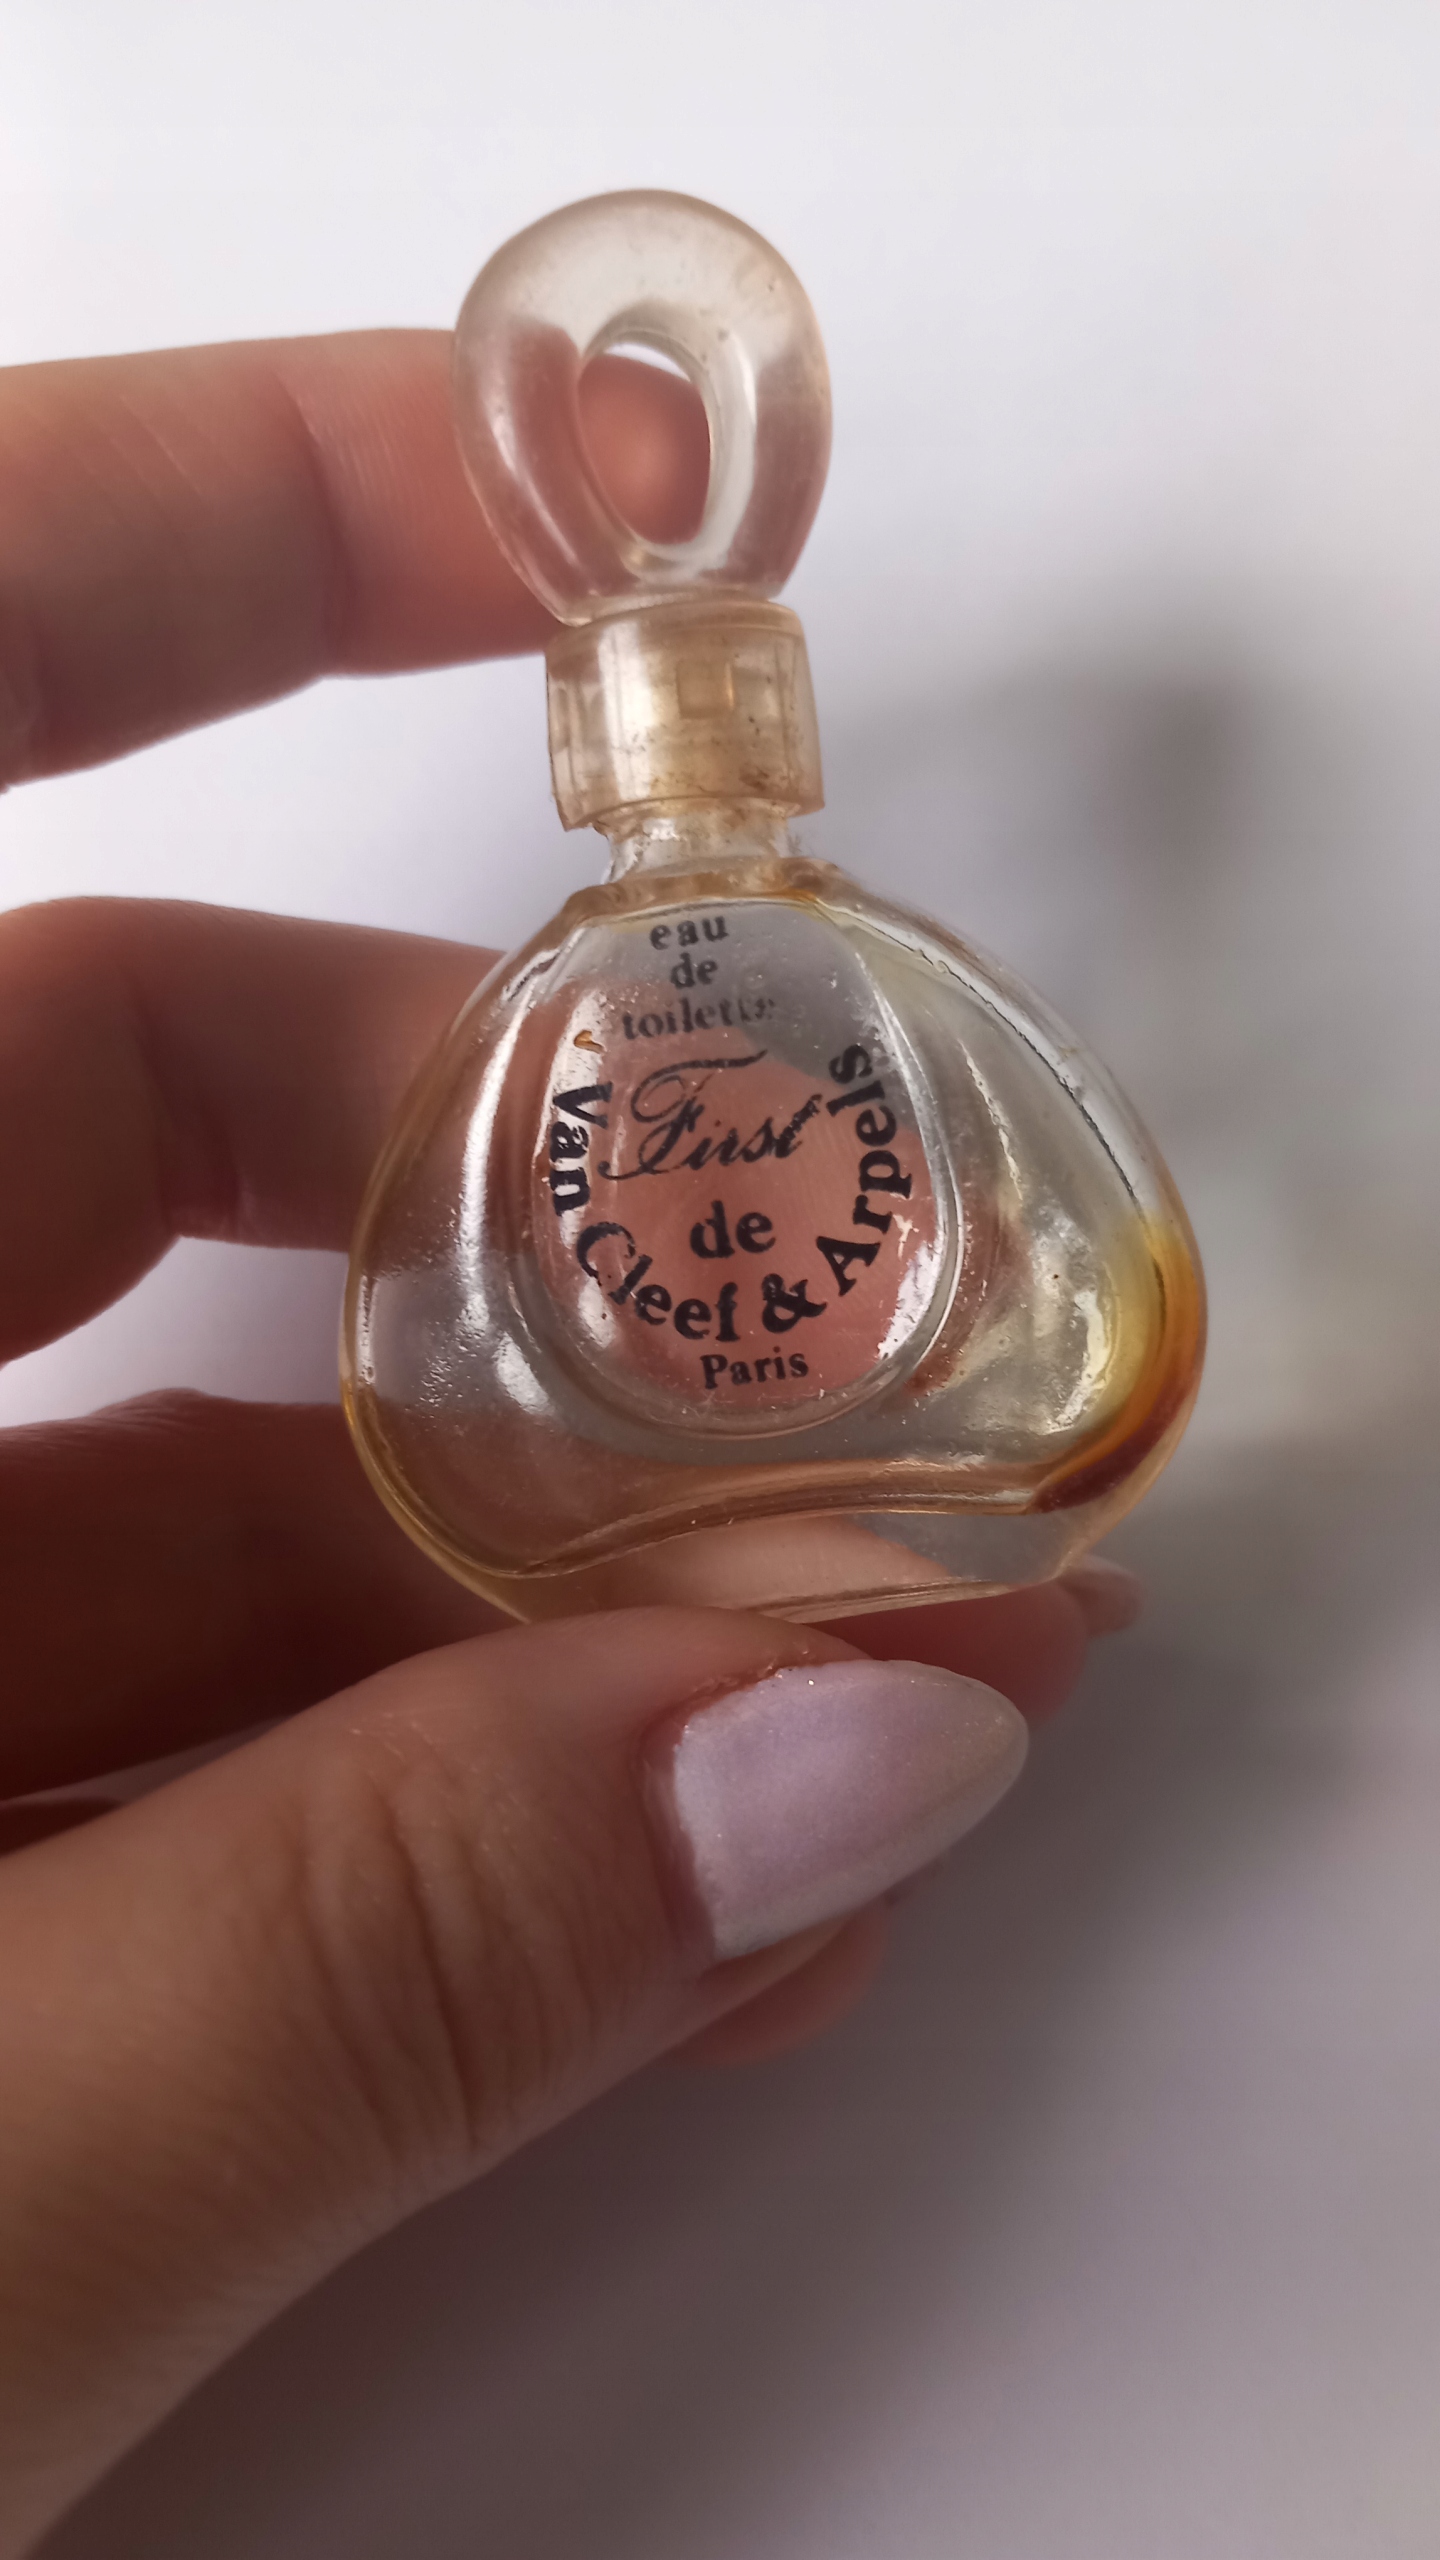 eau
de
toilette
First
de
Van Cleef & Arpels
Paris